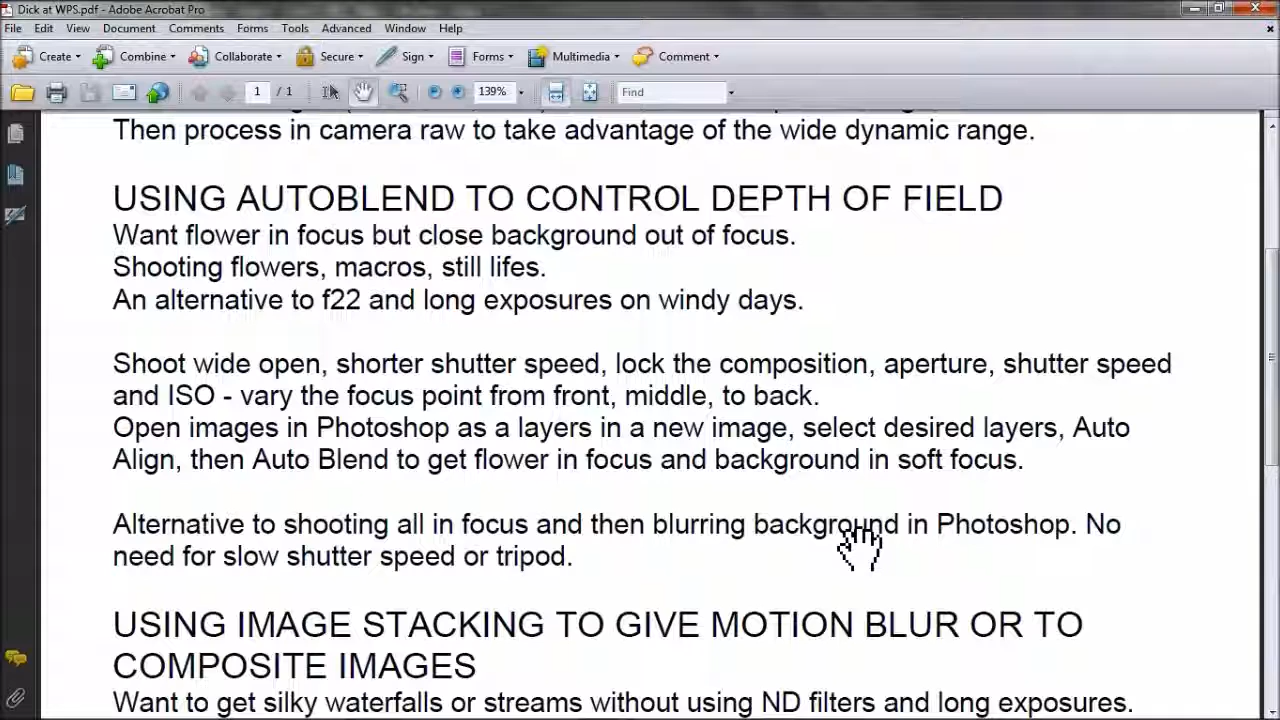 Dick at WPS.pdf - Adobe Acrobat Pro
File Edit View Document Comments Forms Tools Advanced Window Help
Create Combine Collaborate Secure Sign Forms Multimedia Comment
1 / 1 139% Find
Then process in camera raw to take advantage of the wide dynamic range.
USING AUTOBLEND TO CONTROL DEPTH OF FIELD
Want flower in focus but close background out of focus.
Shooting flowers, macros, still lifes.
An alternative to f22 and long exposures on windy days.
Shoot wide open, shorter shutter speed, lock the composition, aperture, shutter speed
and ISO - vary the focus point from front, middle, to back.
Open images in Photoshop as a layers in a new image, select desired layers, Auto
Align, then Auto Blend to get flower in focus and background in soft focus.
Alternative to shooting all in focus and then blurring background in Photoshop. No
need for slow shutter speed or tripod.
USING IMAGE STACKING TO GIVE MOTION BLUR OR TO
COMPOSITE IMAGES
Want to get silky waterfalls or streams without using ND filters and long exposures.